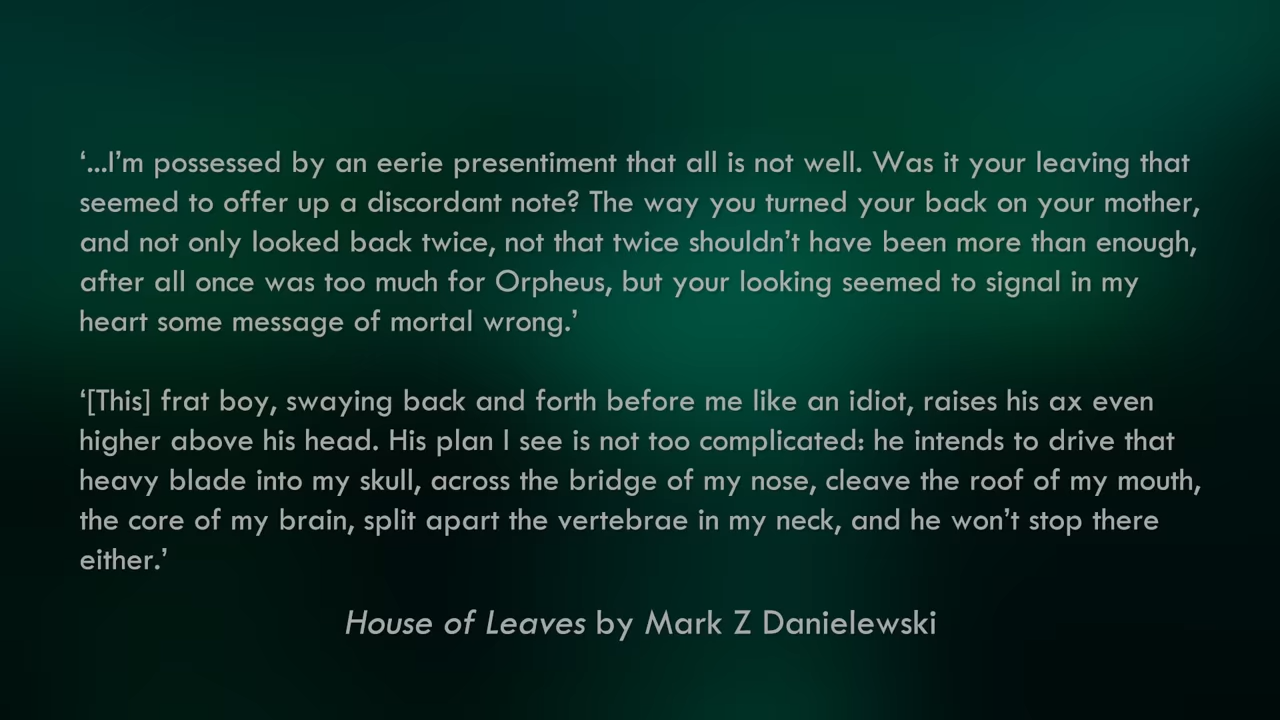 ‘...I’m possessed by an eerie presentiment that all is not well. Was it your leaving that
seemed to offer up a discordant note? The way you turned your back on your mother,
and not only looked back twice, not that twice shouldn’t have been more than enough,
after all once was too much for Orpheus, but your looking seemed to signal in my
heart some message of mortal wrong.’
‘[This] frat boy, swaying back and forth before me like an idiot, raises his ax even
higher above his head. His plan I see is not too complicated: he intends to drive that
heavy blade into my skull, across the bridge of my nose, cleave the roof of my mouth,
the core of my brain, split apart the vertebrae in my neck, and he won’t stop there
either.’
House of Leaves by Mark Z Danielewski